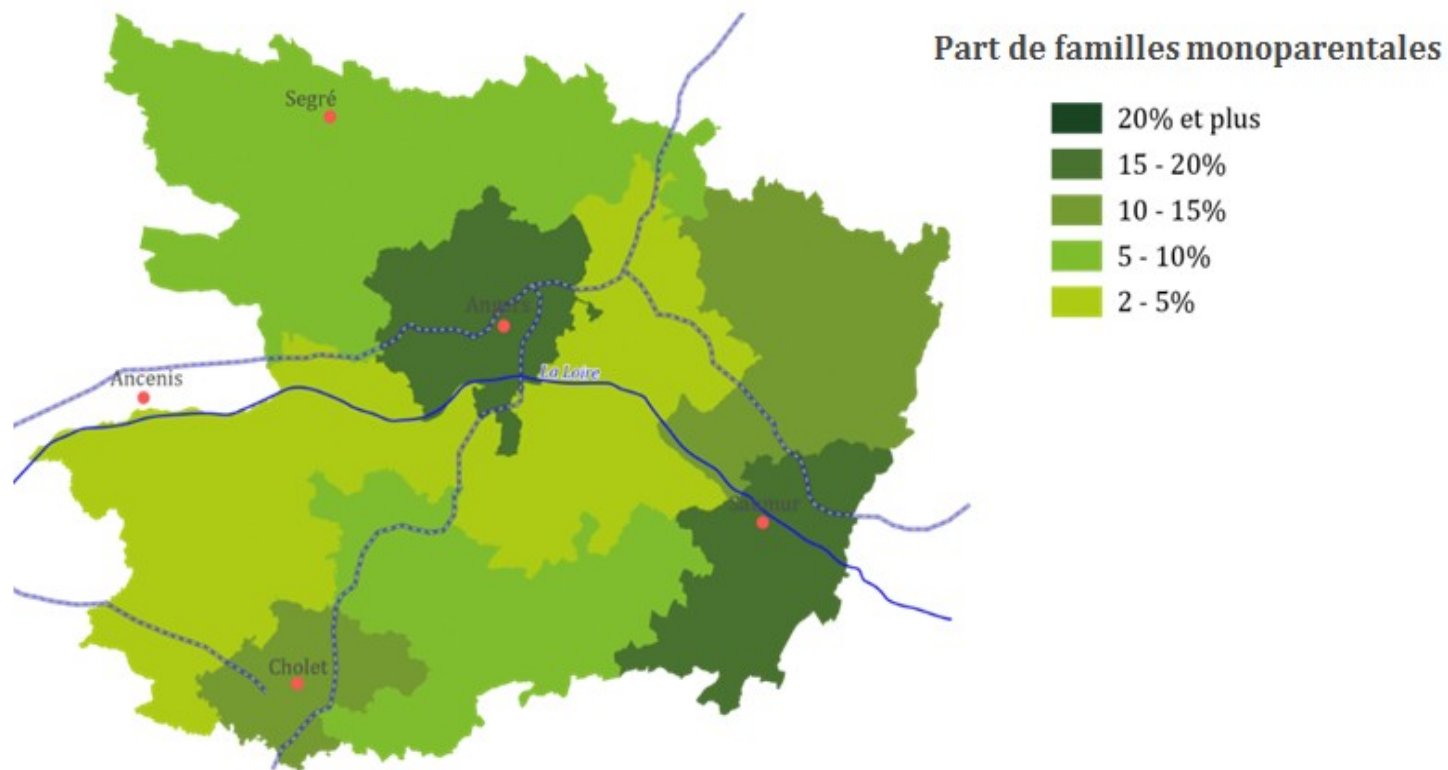 Part de familles monoparentales
20% et plus
15 - 20%
10 - 15%
5 - 10%
2 - 5%
Segré
Angers
La Loire
Ancenis
Saumur
Cholet